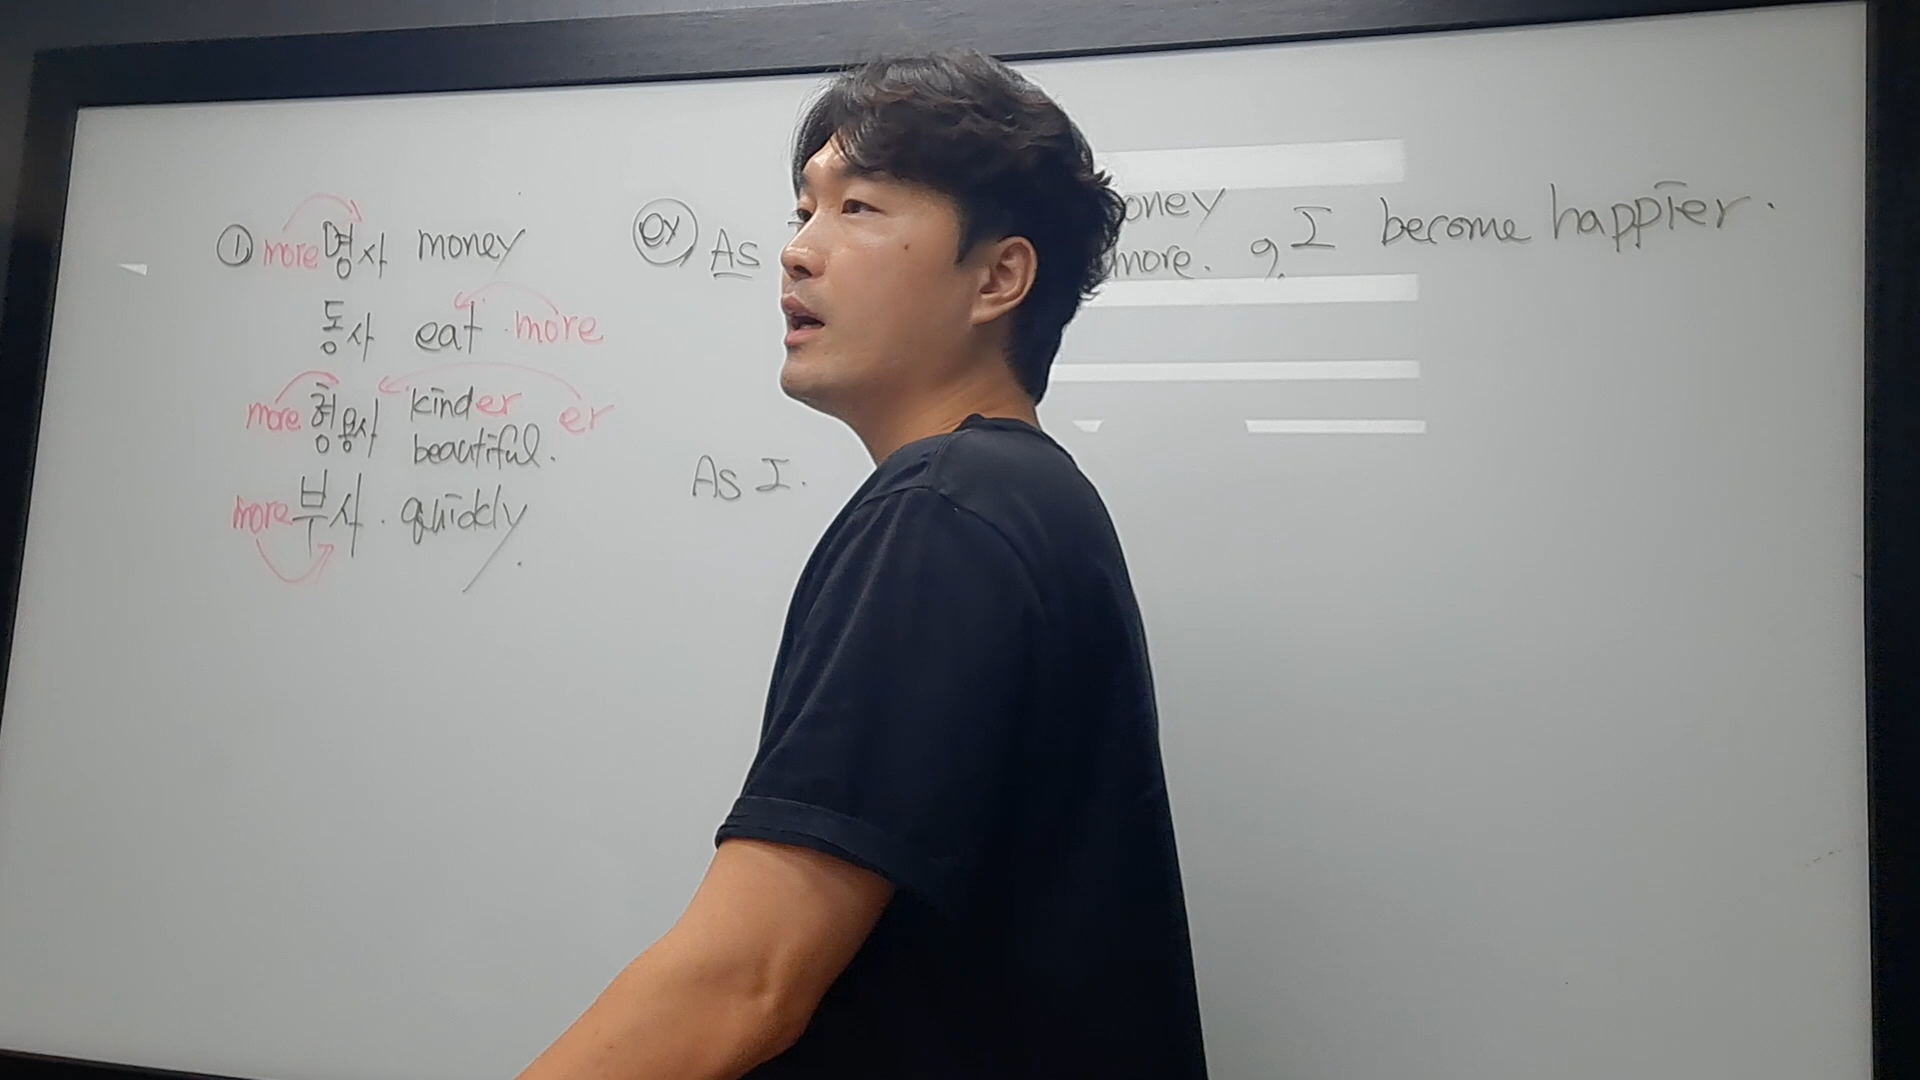 ① more 명사 money
동사 eat more
more 형용사 kinder er
beautiful.
more 부사 . quickly
ex) As oney
more. , I become happier.
As I.